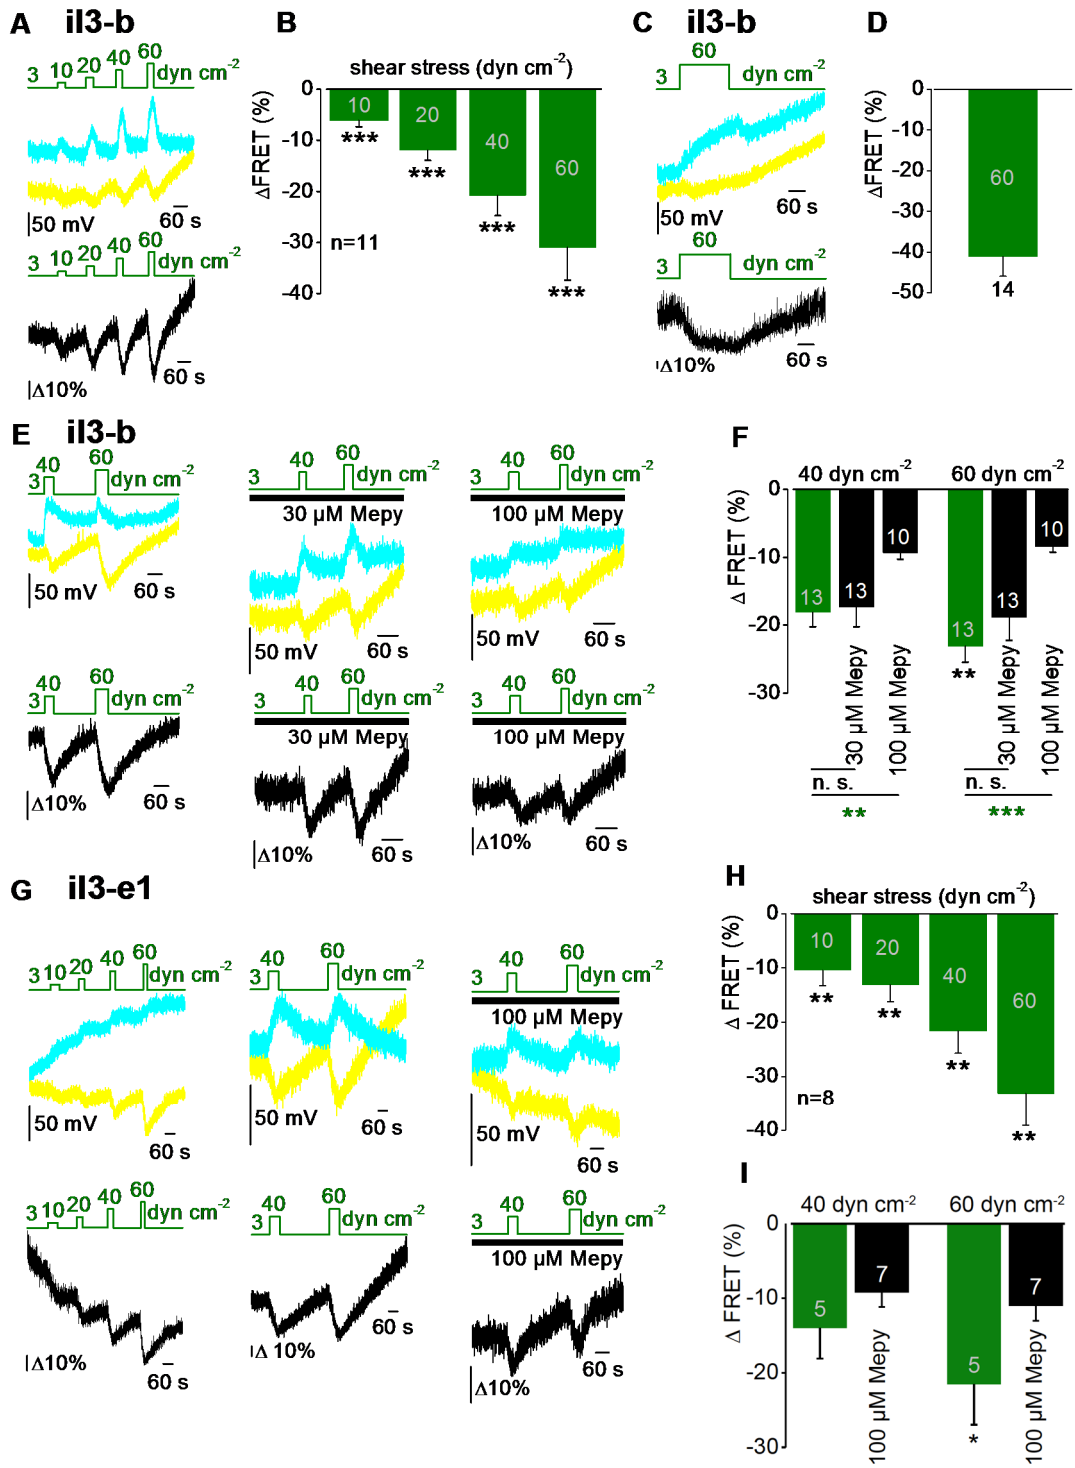 A iI3-b
3 10 20 40 60 dyn cm-2
50 mV 60 s
3 10 20 40 60 dyn cm-2
Δ10% 60 s
B
shear stress (dyn cm-2)
ΔFRET (%)
0
-10
-20
-30
-40
10 20 40 60
*** *** *** ***
n=11
C iI3-b
3 60 dyn cm-2
50 mV 60 s
3 60 dyn cm-2
Δ10% 60 s
D
ΔFRET (%)
0
-10
-20
-30
-40
-50
60
14
E iI3-b
3 40 60 dyn cm-2
50 mV 60 s
3 40 60 dyn cm-2
Δ10% 60 s
3 40 60 dyn cm-2
30 µM Mepy
50 mV 60 s
3 40 60 dyn cm-2
30 µM Mepy
Δ10% 60 s
3 40 60 dyn cm-2
100 µM Mepy
50 mV 60 s
3 40 60 dyn cm-2
100 µM Mepy
Δ10% 60 s
F
40 dyn cm-2 60 dyn cm-2
Δ FRET (%)
0
-10
-20
-30
13 13 10 13 13 10
**
30 µM Mepy
100 µM Mepy
30 µM Mepy
100 µM Mepy
n. s. n. s.
** ***
G iI3-e1
3 10 20 40 60 dyn cm-2
50 mV 60 s
3 10 20 40 60 dyn cm-2
Δ10% 60 s
3 40 60 dyn cm-2
50 mV 60 s
3 40 60 dyn cm-2
Δ 10% 60 s
3 40 60 dyn cm-2
100 µM Mepy
50 mV 60 s
3 40 60 dyn cm-2
100 µM Mepy
Δ10% 60 s
H
shear stress (dyn cm-2)
Δ FRET (%)
0
-10
-20
-30
-40
10 20 40 60
** ** ** **
n=8
I
40 dyn cm-2 60 dyn cm-2
Δ FRET (%)
0
-10
-20
-30
5 7 5 7
*
100 µM Mepy
100 µM Mepy